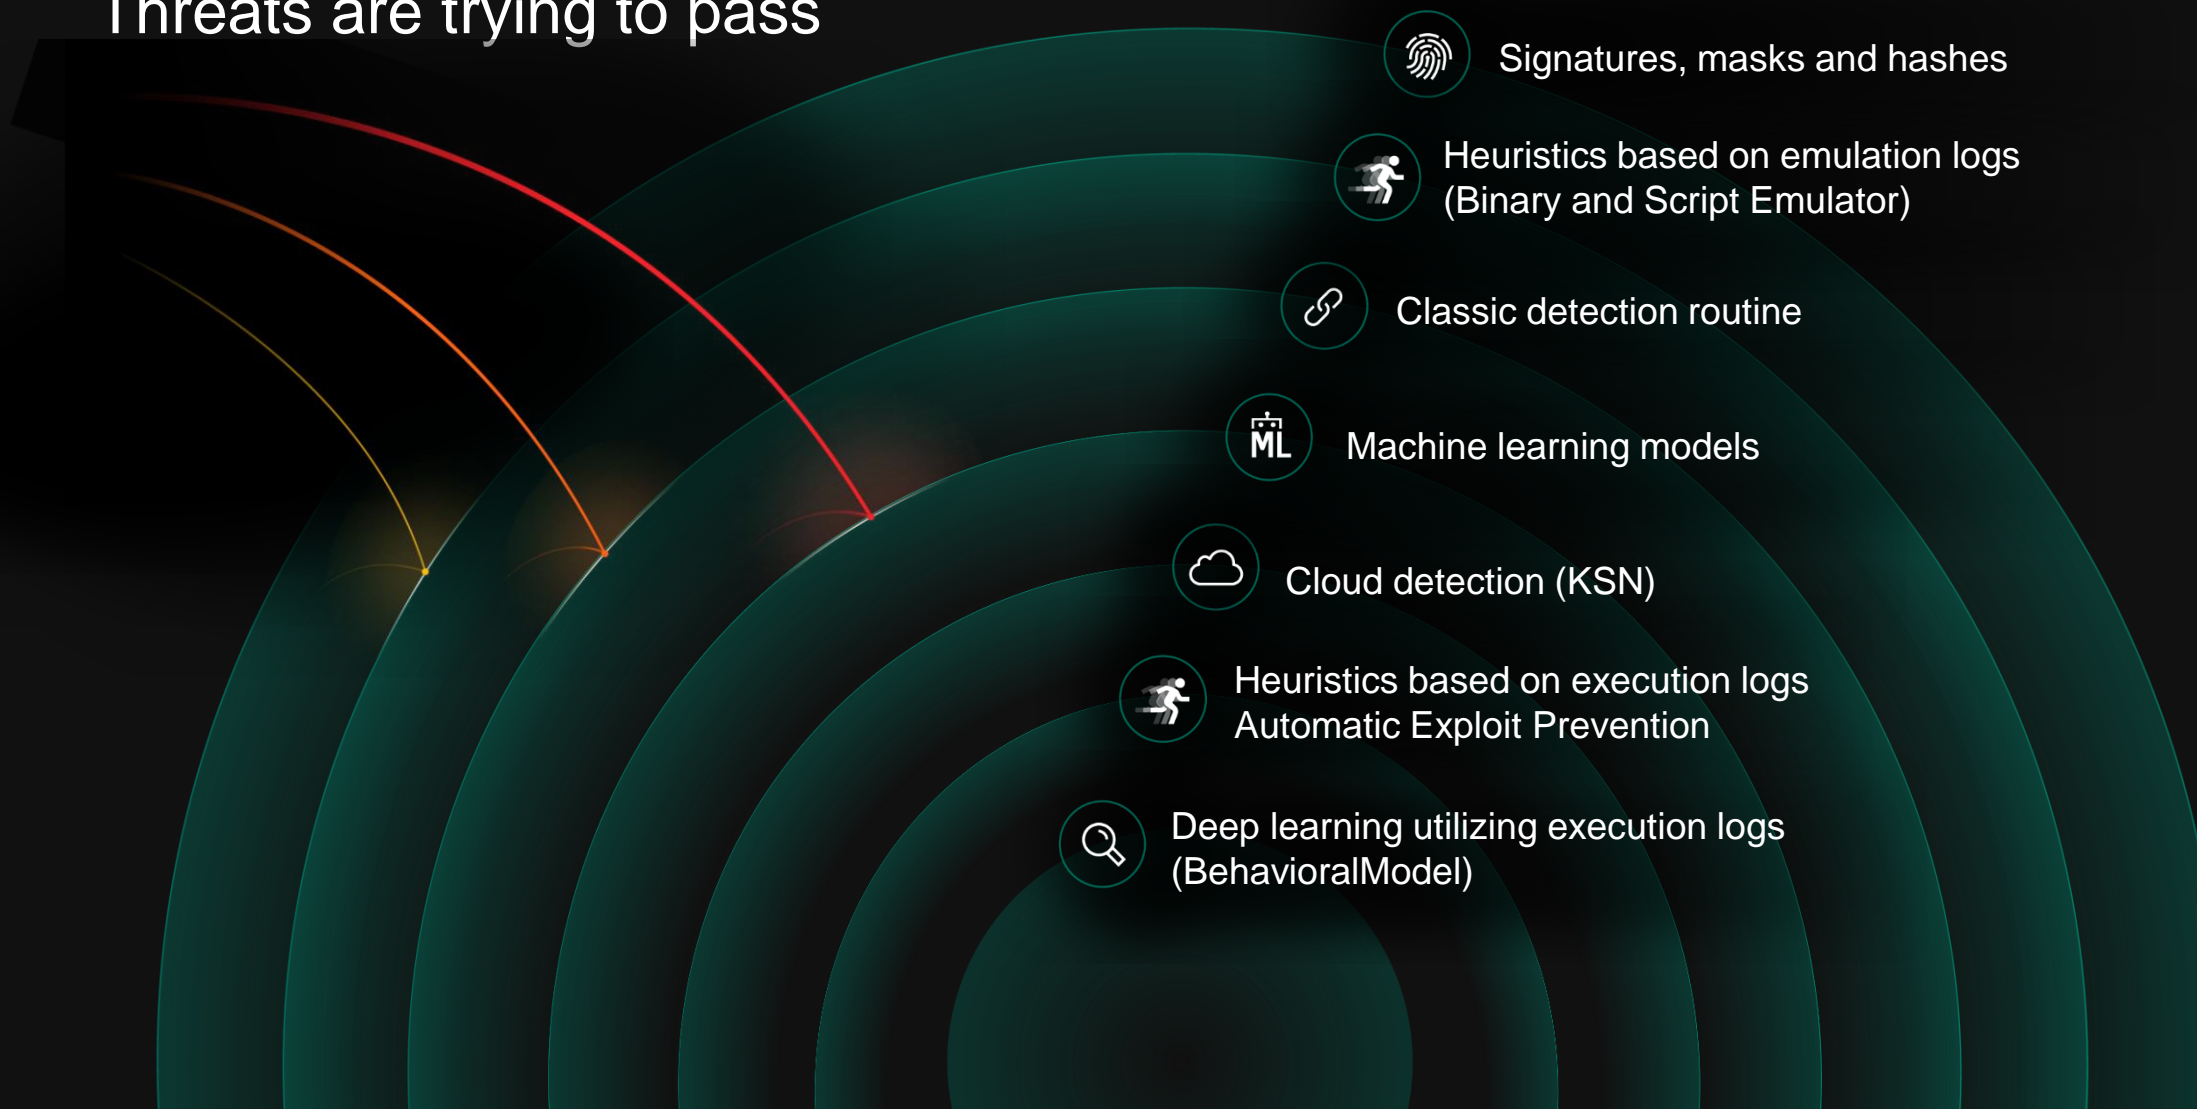 Threats are trying to pass
Signatures, masks and hashes
Heuristics based on emulation logs
(Binary and Script Emulator)
Classic detection routine
ML
Machine learning models
Cloud detection (KSN)
Heuristics based on execution logs
Automatic Exploit Prevention
Deep learning utilizing execution logs
(BehavioralModel)